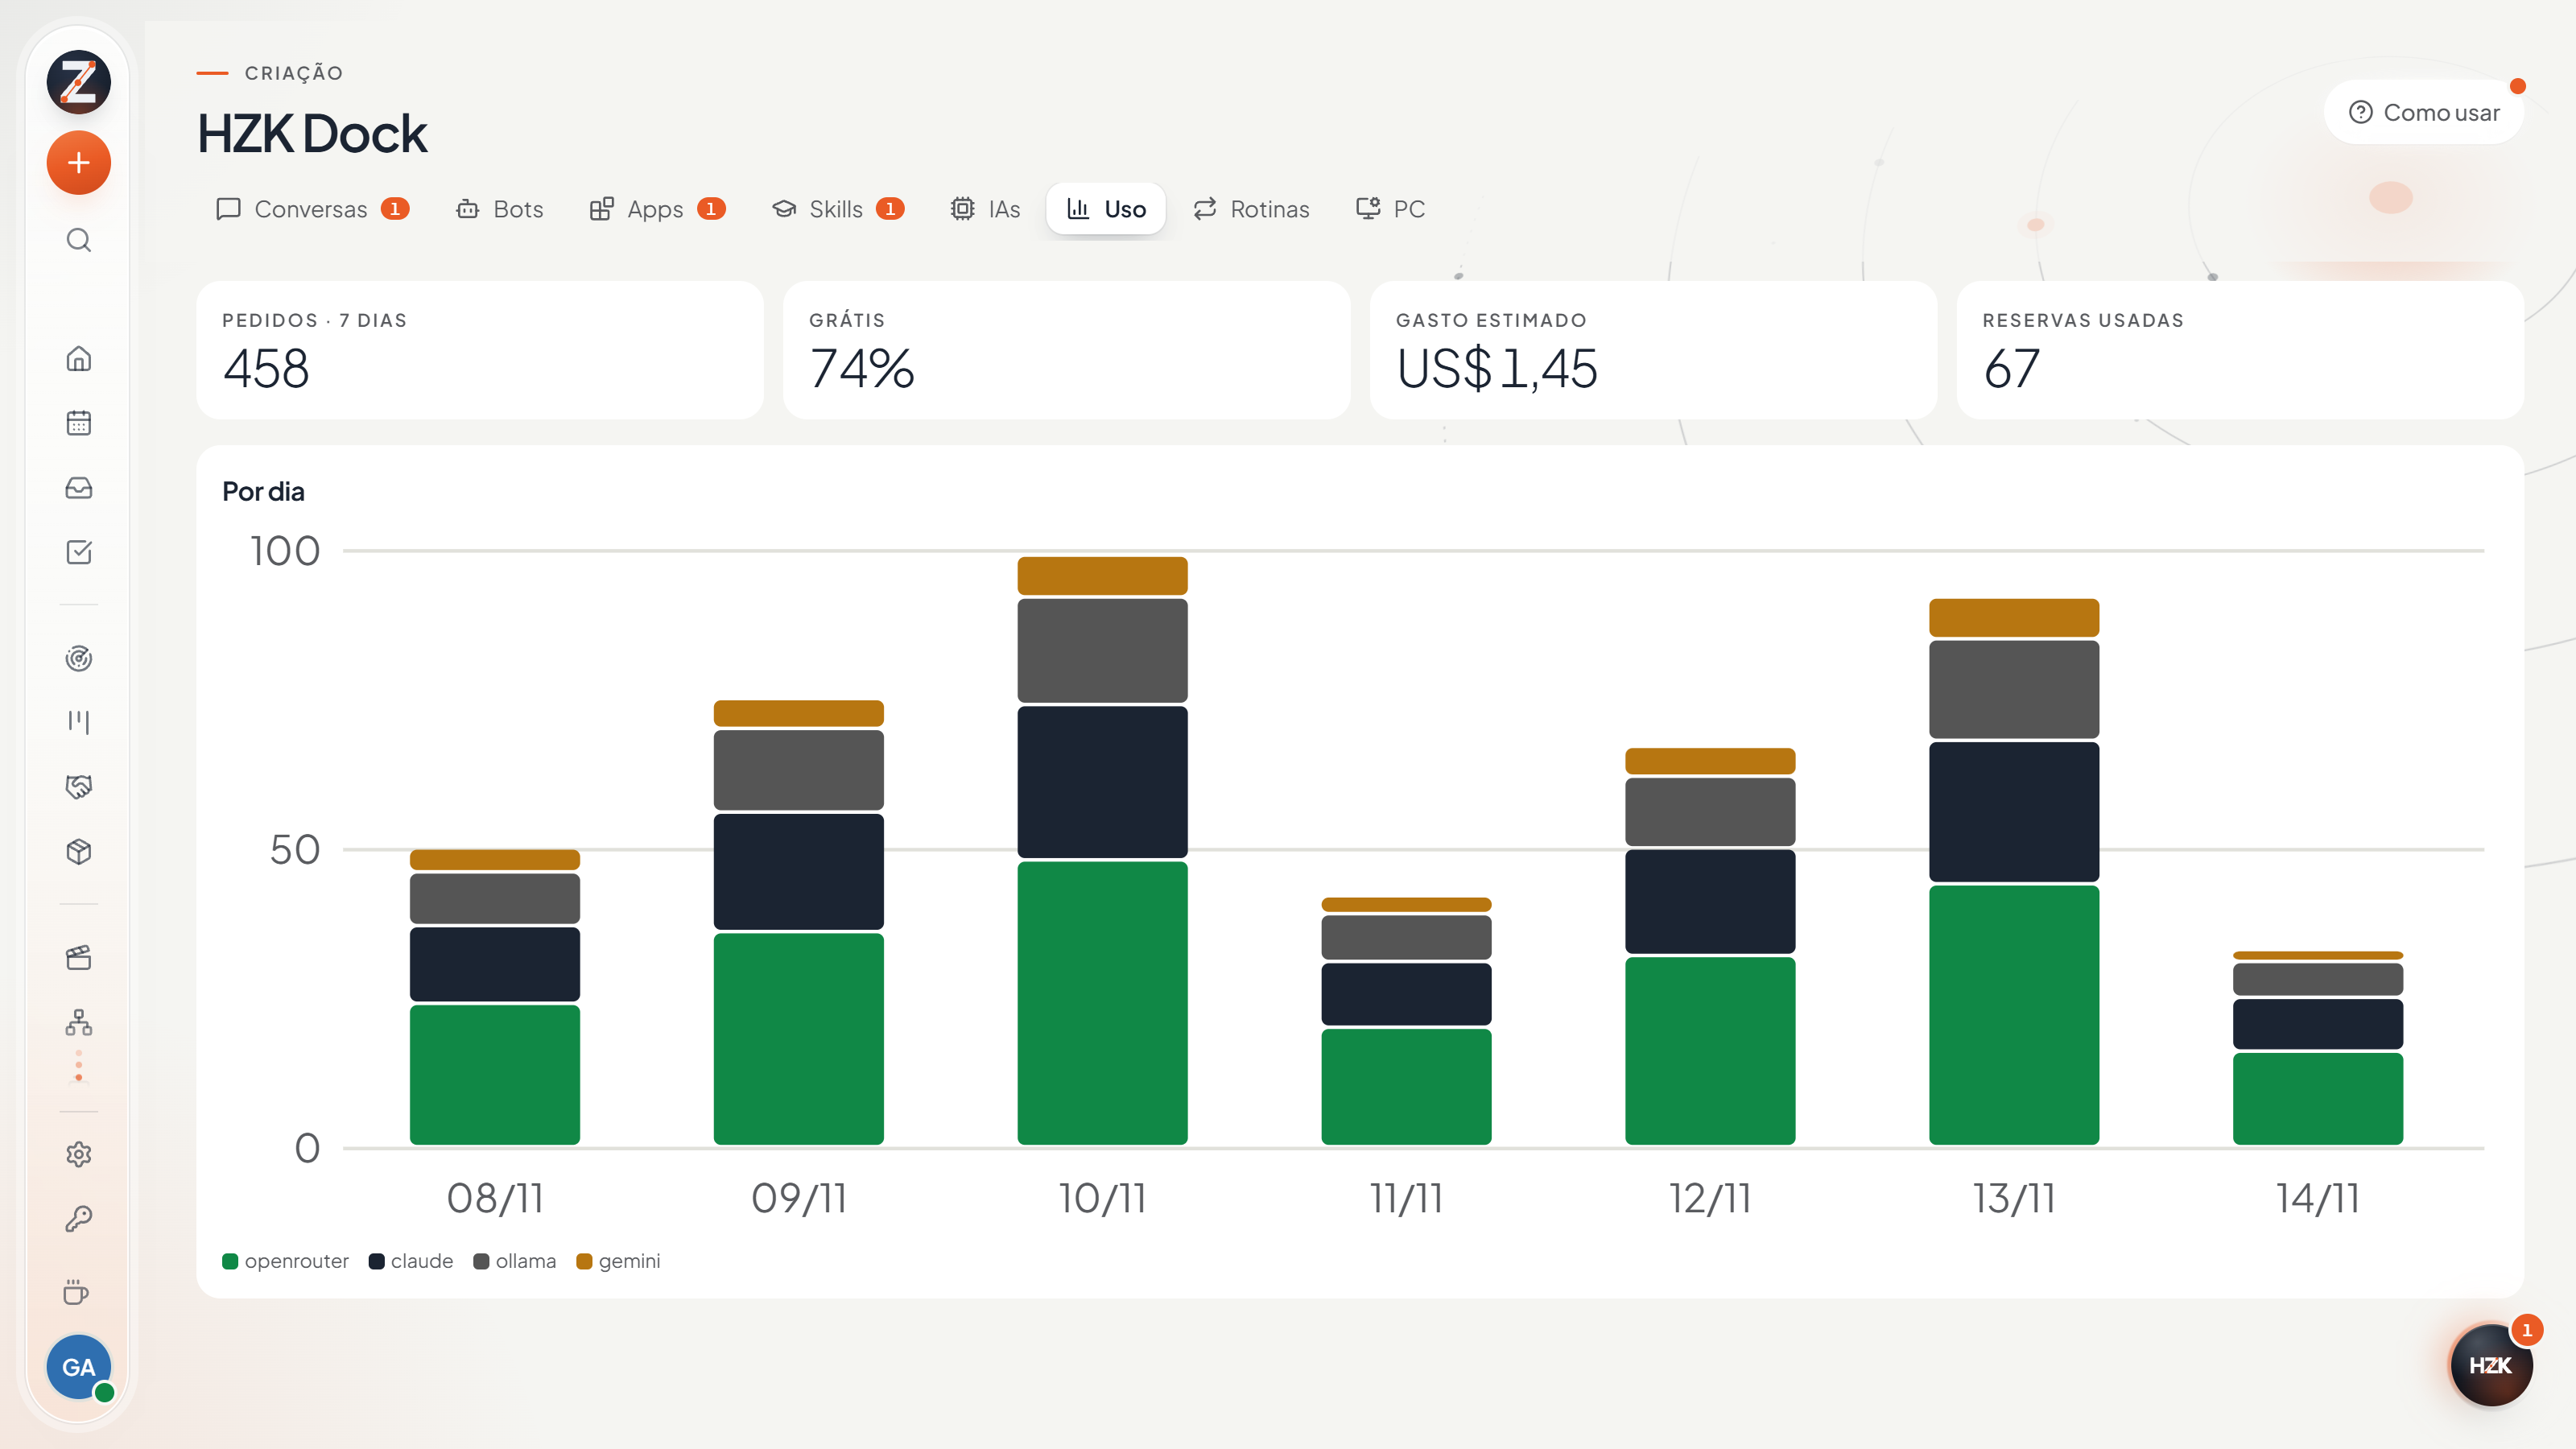 CRIAÇÃO
HZK Dock
Como usar
Conversas 1 Bots Apps 1 Skills 1 IAs Uso Rotinas PC
PEDIDOS · 7 DIAS
458
GRÁTIS
74%
GASTO ESTIMADO
US$ 1,45
RESERVAS USADAS
67
Por dia
100
50
0
08/11 09/11 10/11 11/11 12/11 13/11 14/11
openrouter claude ollama gemini
GA
HZK 1